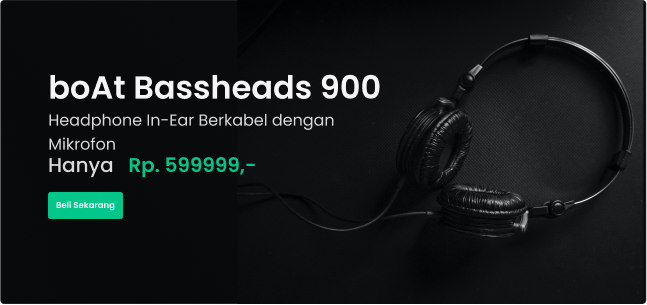 boAt Bassheads 900
Headphone In-Ear Berkabel dengan
Mikrofon
Hanya Rp. 599999,-
Beli Sekarang